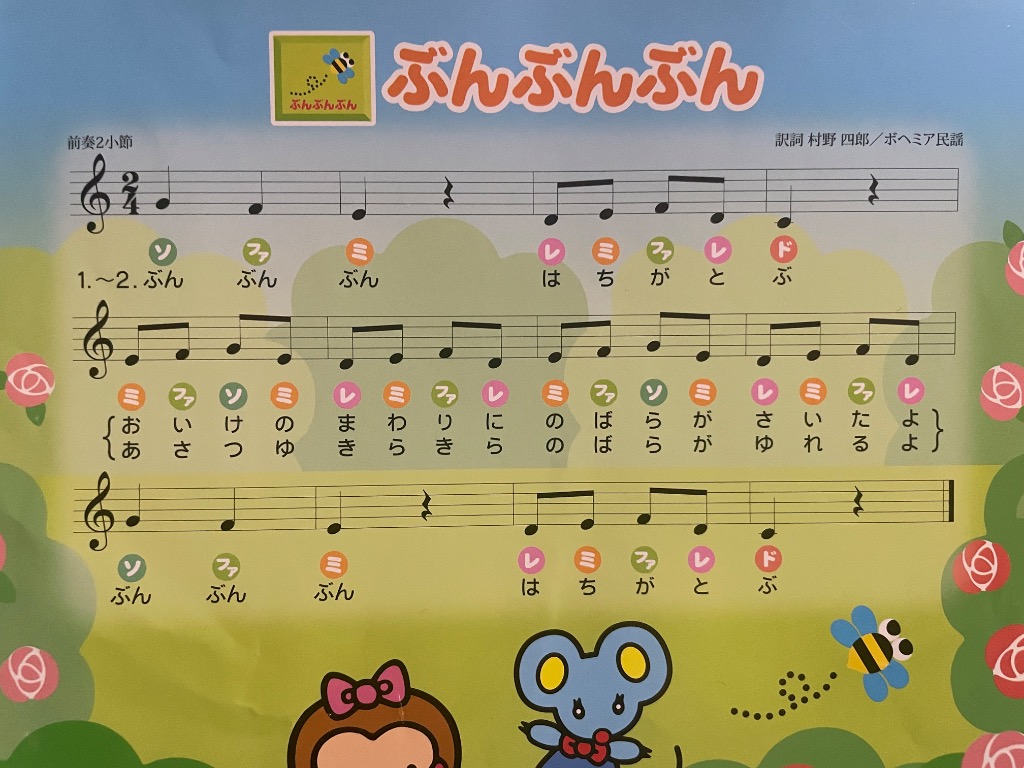 ぶんぶんぶん
ぶんぶんぶん
前奏2小節
訳詞 村野 四郎／ボヘミア民謡
2
4
ソ ファ ミ レ ミ ファ レ ド
1.～2. ぶん ぶん ぶん は ち が と ぶ
ミ ファ ソ ミ レ ミ ファ レ ミ ファ ソ ミ レ ミ ファ レ
お い け の ま わ り に の ば ら が さ い た よ
あ さ つ ゆ き ら き ら の ば ら が ゆ れ る よ
ソ ファ ミ レ ミ ファ レ ド
ぶん ぶん ぶん は ち が と ぶ